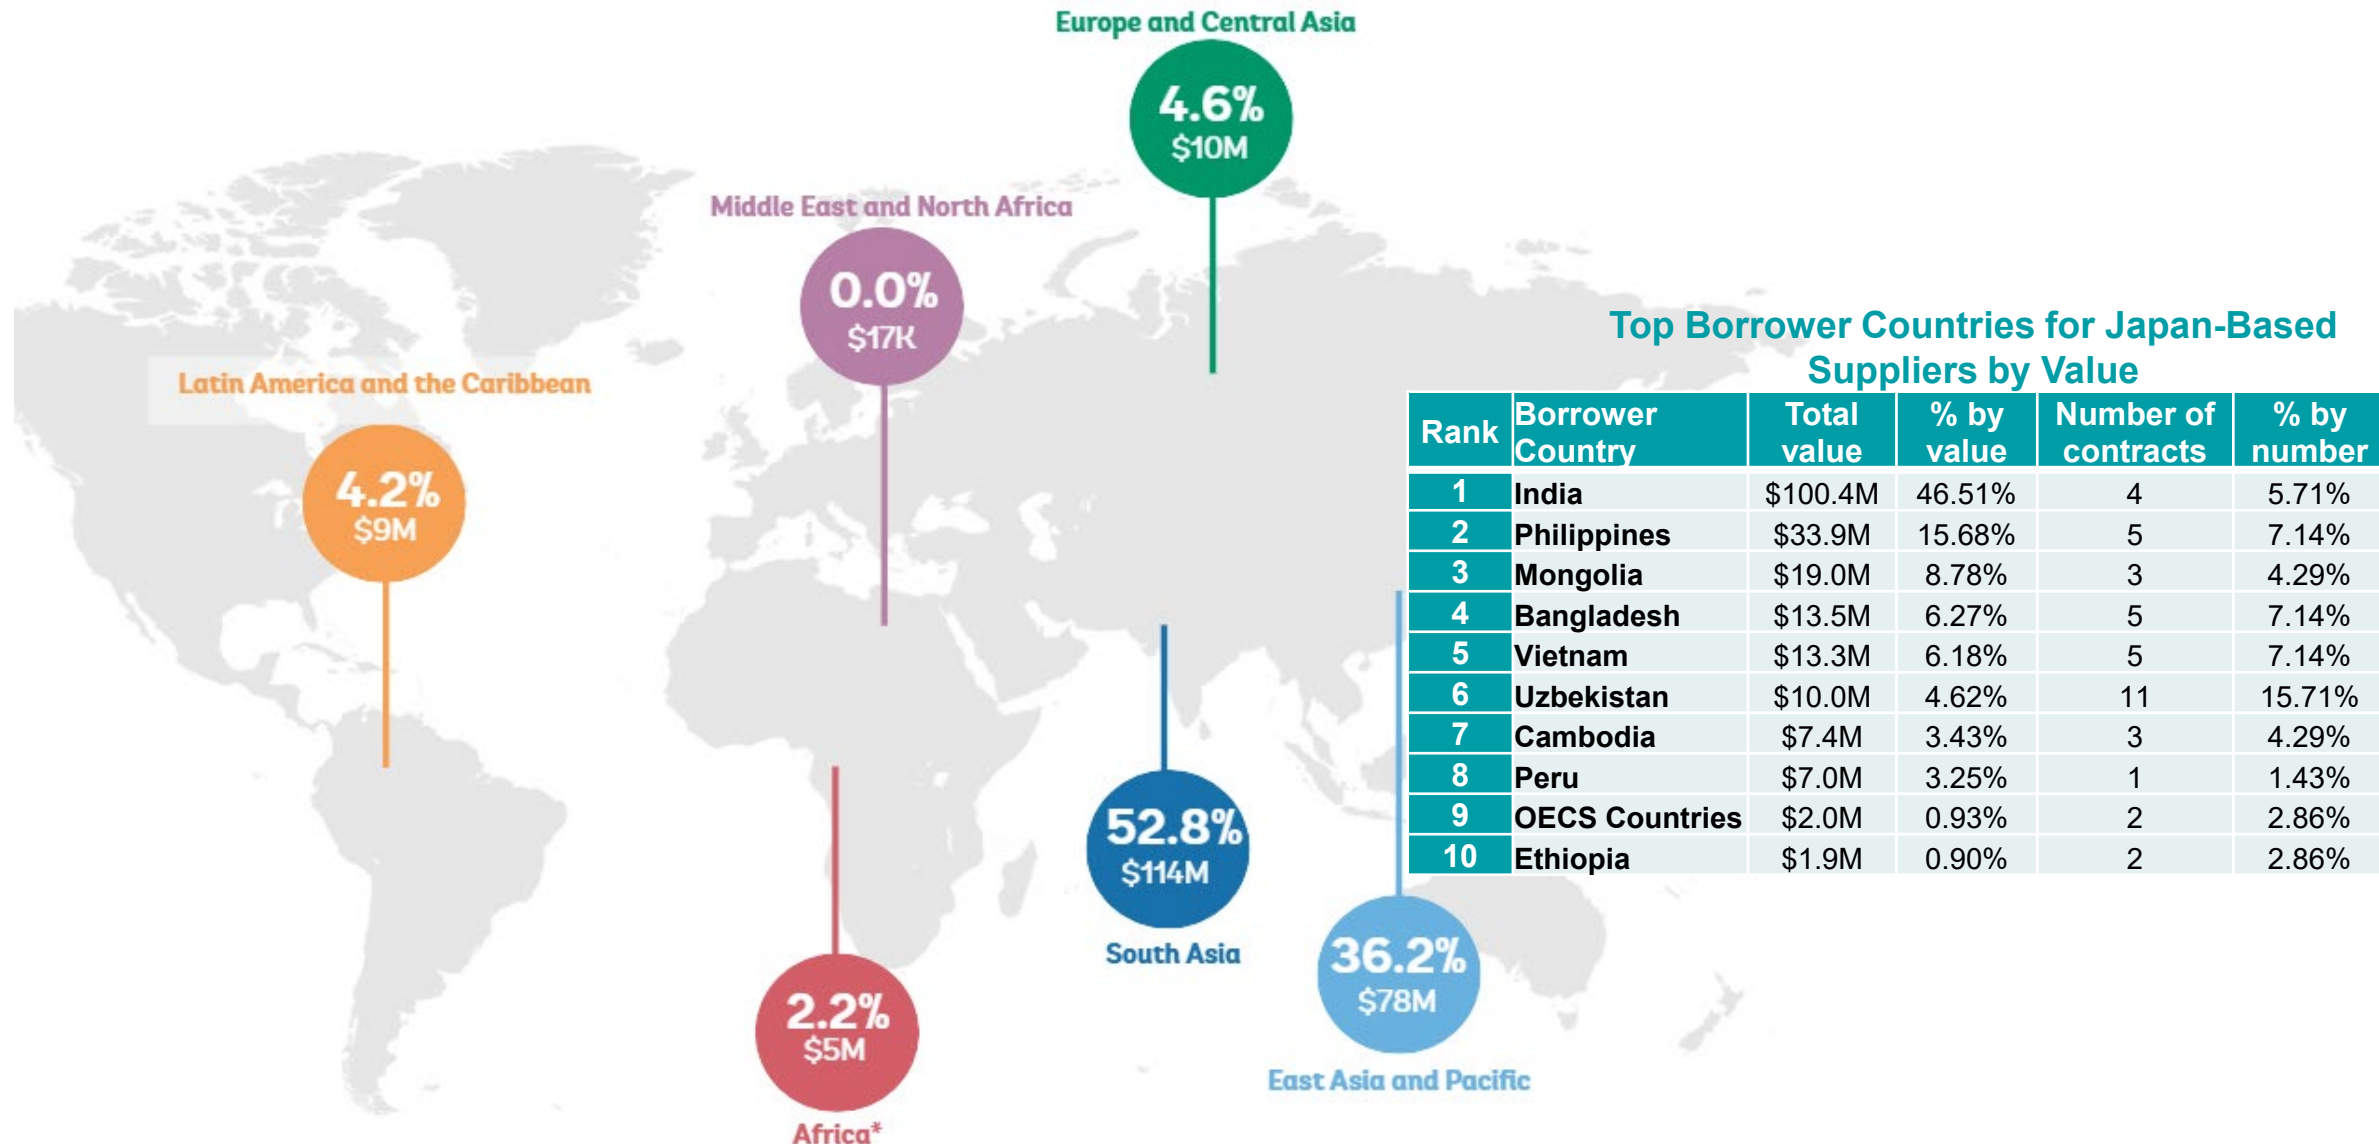 Europe and Central Asia
4.6%
$10M
Middle East and North Africa
0.0%
$17K
Latin America and the Caribbean
4.2%
$9M
52.8%
$114M
South Asia
36.2%
$78M
East Asia and Pacific
2.2%
$5M
Africa*
Top Borrower Countries for Japan-Based
Suppliers by Value
Rank Borrower Country Total value % by value Number of contracts % by number
1 India $100.4M 46.51% 4 5.71%
2 Philippines $33.9M 15.68% 5 7.14%
3 Mongolia $19.0M 8.78% 3 4.29%
4 Bangladesh $13.5M 6.27% 5 7.14%
5 Vietnam $13.3M 6.18% 5 7.14%
6 Uzbekistan $10.0M 4.62% 11 15.71%
7 Cambodia $7.4M 3.43% 3 4.29%
8 Peru $7.0M 3.25% 1 1.43%
9 OECS Countries $2.0M 0.93% 2 2.86%
10 Ethiopia $1.9M 0.90% 2 2.86%